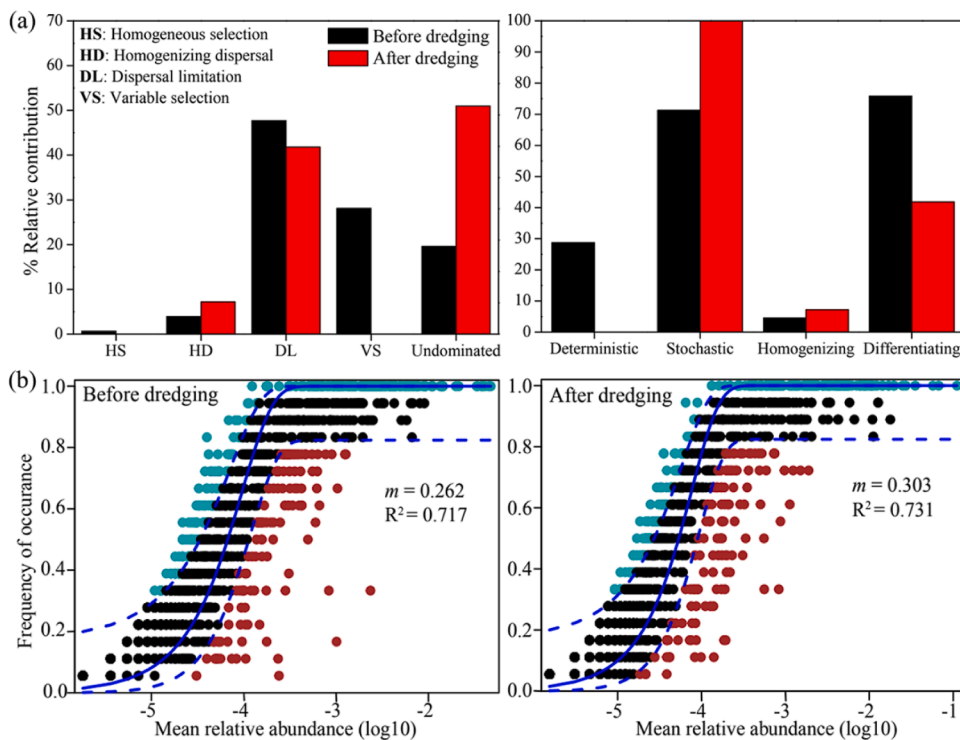 (a)
% Relative contribution
70
60
50
40
30
20
10
0
HS: Homogeneous selection
HD: Homogenizing dispersal
DL: Dispersal limitation
VS: Variable selection
Before dredging
After dredging
HS HD DL VS Undominated
100
90
80
70
60
50
40
30
20
10
0
Deterministic Stochastic Homogenizing Differentiating
(b)
Frequency of occurance
1.0
0.8
0.6
0.4
0.2
0.0
Before dredging
m = 0.262
R² = 0.717
-5 -4 -3 -2
Mean relative abundance (log10)
1.0
0.8
0.6
0.4
0.2
0.0
After dredging
m = 0.303
R² = 0.731
-5 -4 -3 -2 -1
Mean relative abundance (log10)